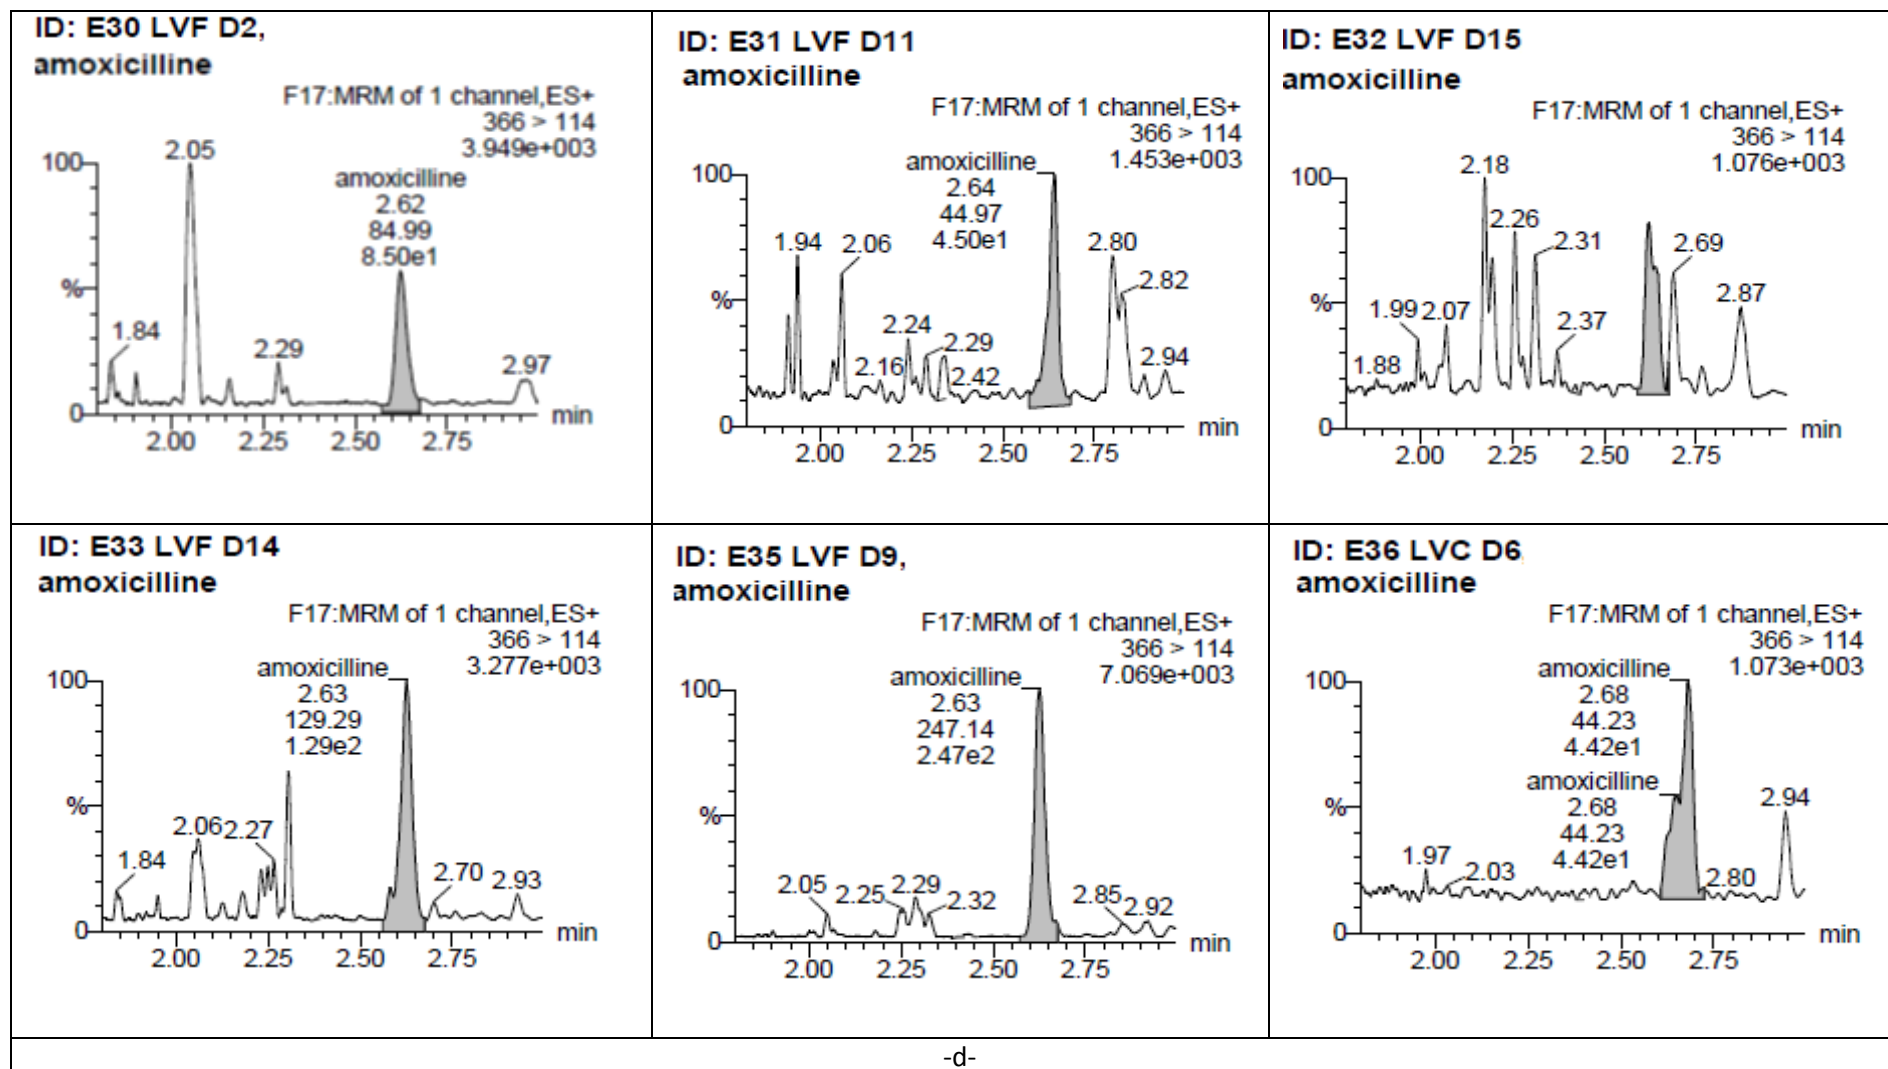 ID: E30 LVF D2,
amoxicilline
F17:MRM of 1 channel,ES+
366 > 114
3.949e+003
100
2.05
amoxicilline
2.62
84.99
8.50e1
%
1.84
2.29
2.97
0
min
2.00 2.25 2.50 2.75
ID: E31 LVF D11
amoxicilline
F17:MRM of 1 channel,ES+
366 > 114
1.453e+003
100
amoxicilline
2.64
44.97
4.50e1
1.94
2.06
2.80
2.82
%
2.24
2.29
2.16
2.42
2.94
0
min
2.00 2.25 2.50 2.75
ID: E32 LVF D15
amoxicilline
F17:MRM of 1 channel,ES+
366 > 114
1.076e+003
100
2.18
2.26
2.31
2.69
2.87
%
1.99
2.07
2.37
1.88
0
min
2.00 2.25 2.50 2.75
ID: E33 LVF D14
amoxicilline
F17:MRM of 1 channel,ES+
366 > 114
3.277e+003
100
amoxicilline
2.63
129.29
1.29e2
%
2.06
2.27
1.84
2.70
2.93
0
min
2.00 2.25 2.50 2.75
ID: E35 LVF D9,
amoxicilline
F17:MRM of 1 channel,ES+
366 > 114
7.069e+003
100
amoxicilline
2.63
247.14
2.47e2
%
2.05
2.25
2.29
2.32
2.85
2.92
0
min
2.00 2.25 2.50 2.75
ID: E36 LVC D6
amoxicilline
F17:MRM of 1 channel,ES+
366 > 114
1.073e+003
100
amoxicilline
2.68
44.23
4.42e1
amoxicilline
2.68
44.23
4.42e1
%
2.94
1.97
2.03
2.80
0
min
2.00 2.25 2.50 2.75
-d-